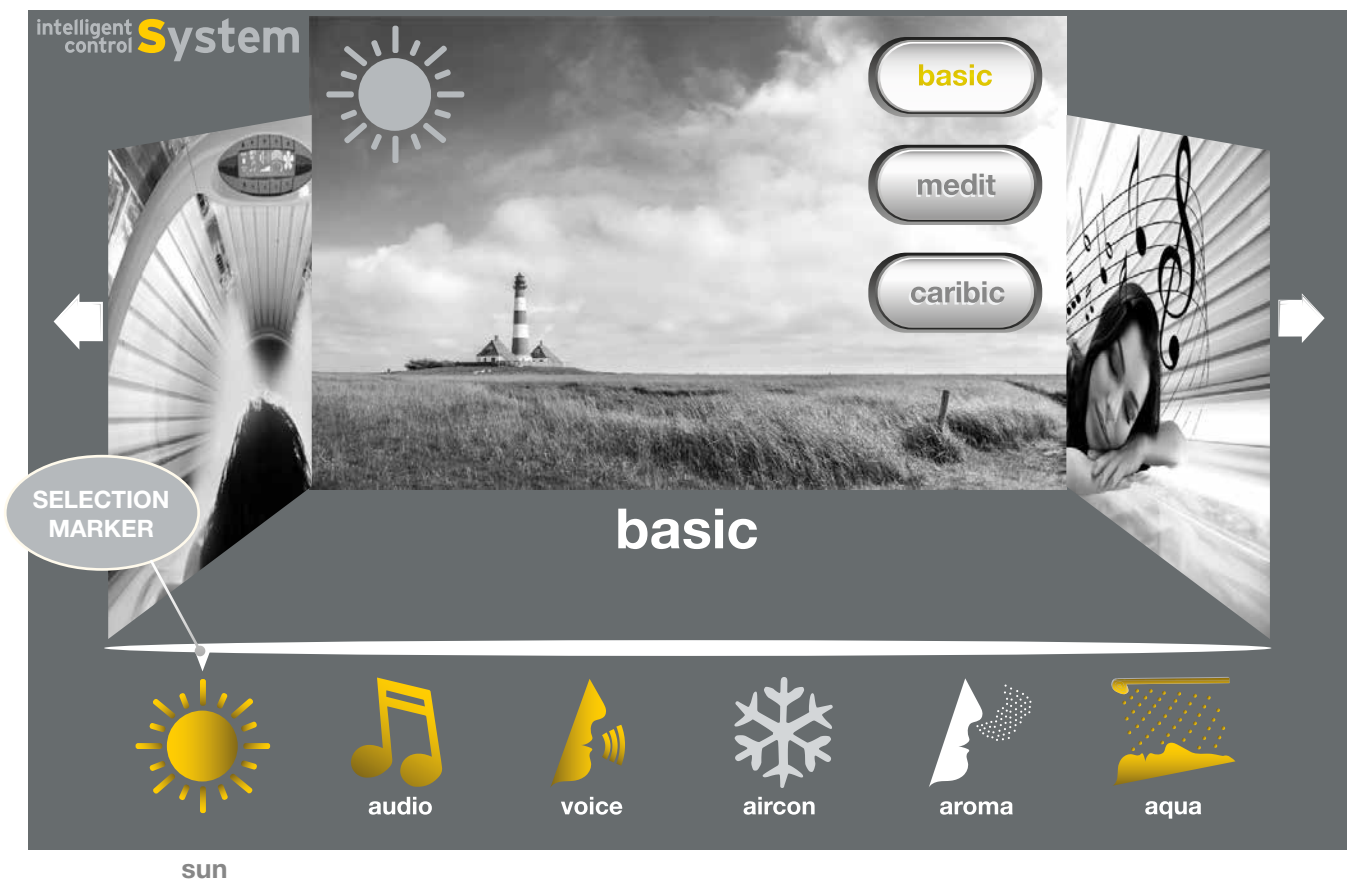 intelligent
control System
basic
medit
caribic
SELECTION
MARKER
basic
audio
voice
aircon
aroma
aqua
sun